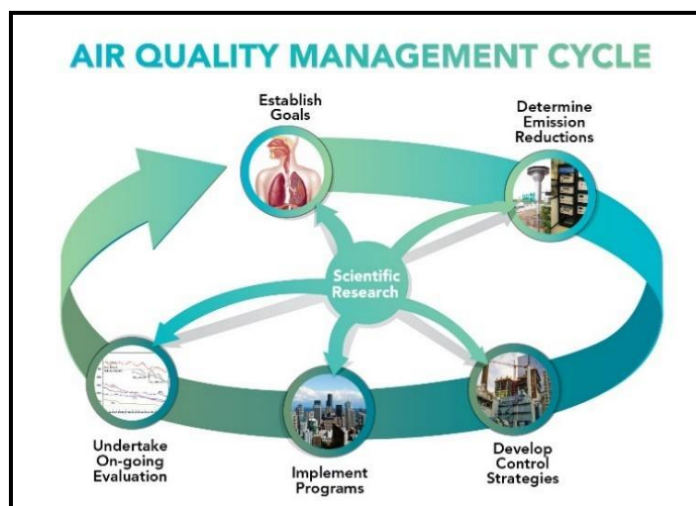 AIR QUALITY MANAGEMENT CYCLE
Establish
Goals
Determine
Emission
Reductions
Scientific
Research
Undertake
On-going
Evaluation
Implement
Programs
Develop
Control
Strategies